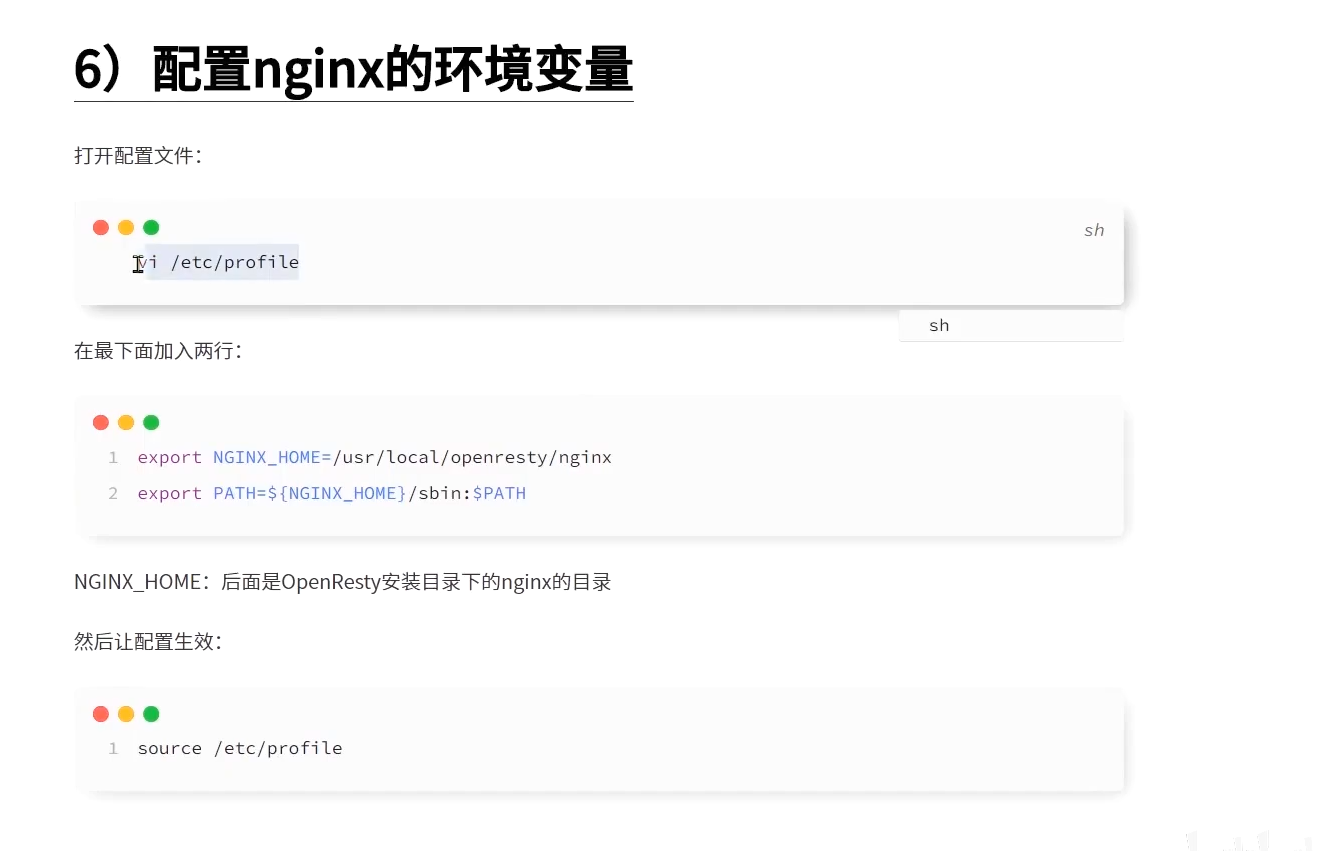 6）配置nginx的环境变量
打开配置文件：
sh
vi /etc/profile
sh
在最下面加入两行：
1 export NGINX_HOME=/usr/local/openresty/nginx
2 export PATH=${NGINX_HOME}/sbin:$PATH
NGINX_HOME：后面是OpenResty安装目录下的nginx的目录
然后让配置生效：
1 source /etc/profile